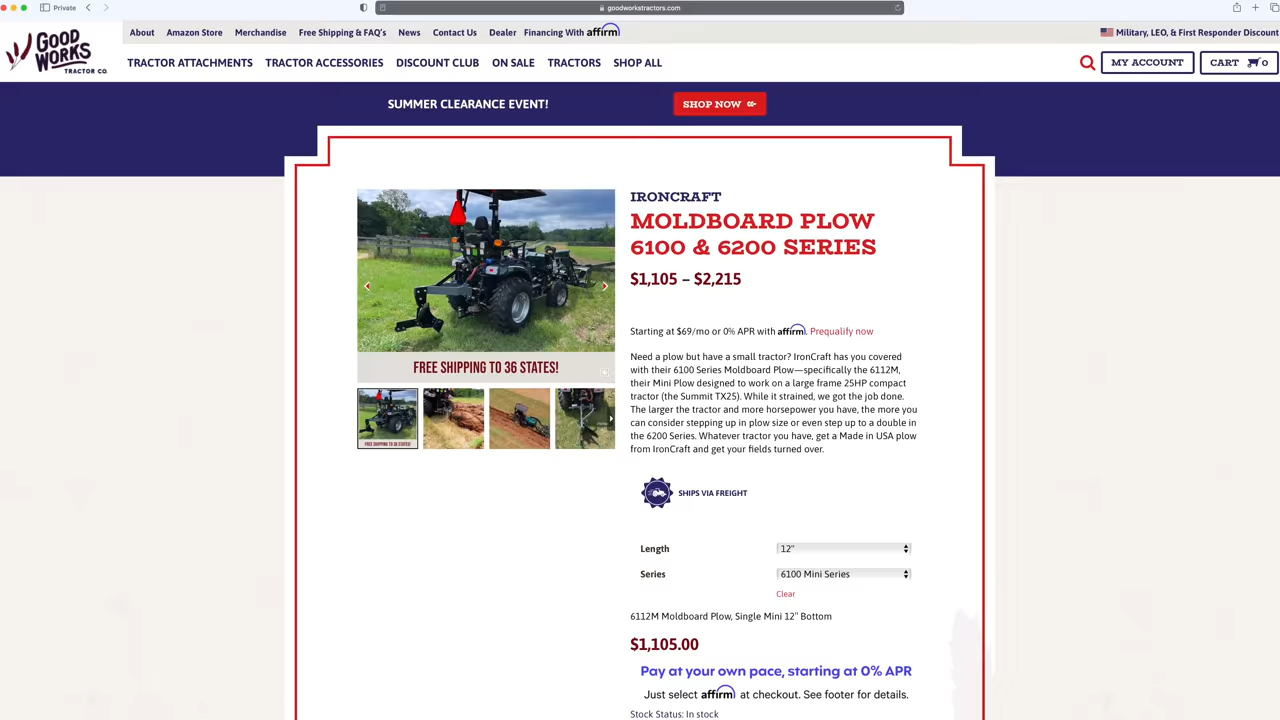 Private
goodworkstractors.com
About Amazon Store Merchandise Free Shipping & FAQ's News Contact Us Dealer Financing With affirm
Military, LEO, & First Responder Discount
GOOD WORKS TRACTOR CO.
TRACTOR ATTACHMENTS TRACTOR ACCESSORIES DISCOUNT CLUB ON SALE TRACTORS SHOP ALL
MY ACCOUNT
CART 0
SUMMER CLEARANCE EVENT!
SHOP NOW
IRONCRAFT
MOLDBOARD PLOW
6100 & 6200 SERIES
$1,105 – $2,215
Starting at $69/mo or 0% APR with affirm. Prequalify now
Need a plow but have a small tractor? IronCraft has you covered
with their 6100 Series Moldboard Plow—specifically the 6112M,
their Mini Plow designed to work on a large frame 25HP compact
tractor (the Summit TX25). While it strained, we got the job done.
The larger the tractor and more horsepower you have, the more you
can consider stepping up in plow size or even step up to a double in
the 6200 Series. Whatever tractor you have, get a Made in USA plow
from IronCraft and get your fields turned over.
FREE SHIPPING TO 36 STATES!
FREE SHIPPING TO 36 STATES!
SHIPS VIA FREIGHT
Length 12"
Series 6100 Mini Series
Clear
6112M Moldboard Plow, Single Mini 12" Bottom
$1,105.00
Pay at your own pace, starting at 0% APR
Just select affirm at checkout. See footer for details.
Stock Status: In stock